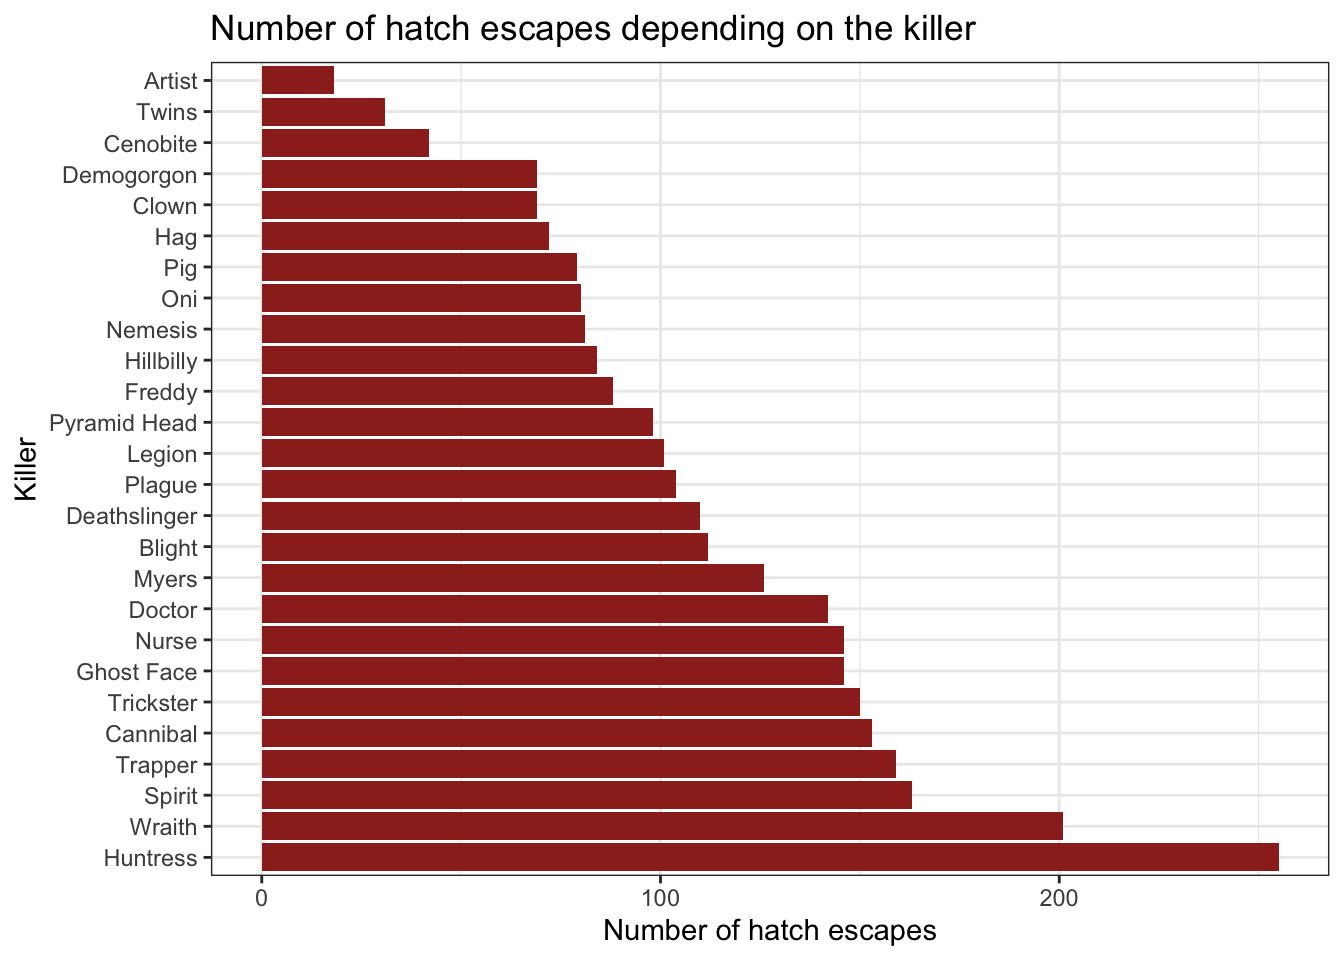 Number of hatch escapes depending on the killer
Artist
Twins
Cenobite
Demogorgon
Clown
Hag
Pig
Oni
Nemesis
Hillbilly
Freddy
Pyramid Head
Legion
Plague
Deathslinger
Blight
Myers
Doctor
Nurse
Ghost Face
Trickster
Cannibal
Trapper
Spirit
Wraith
Huntress
Killer
0
100
200
Number of hatch escapes